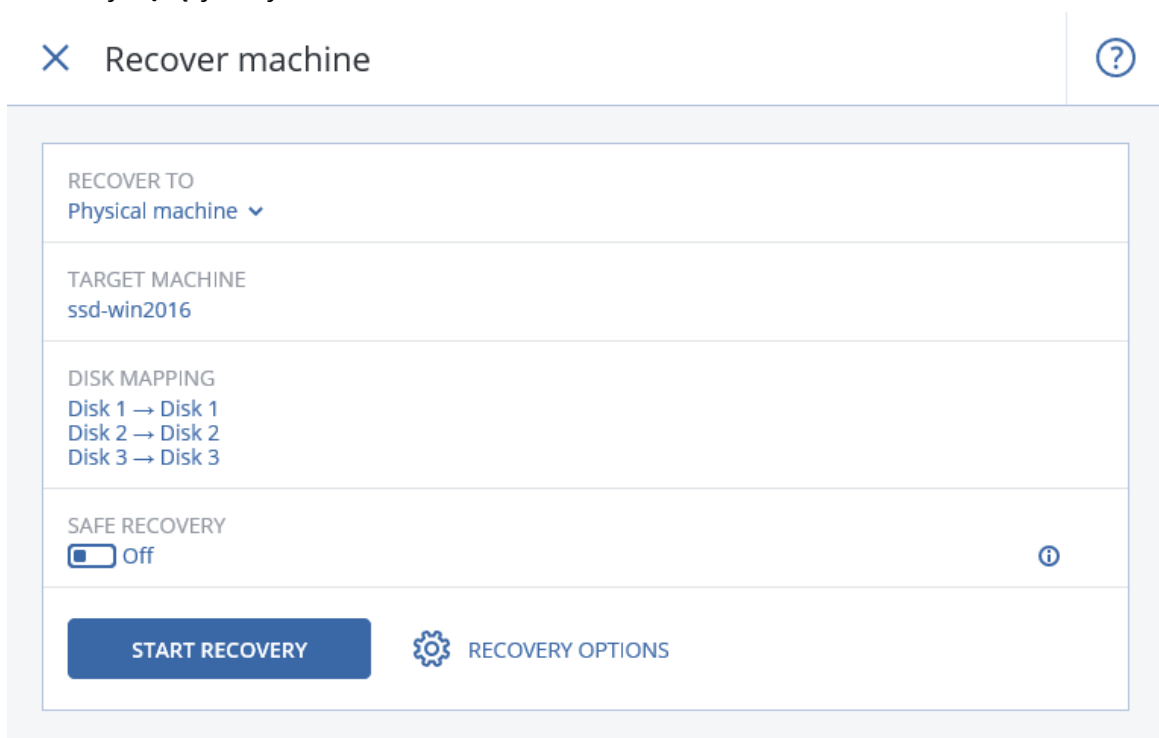 Recover machine
?
RECOVER TO
Physical machine
TARGET MACHINE
ssd-win2016
DISK MAPPING
Disk 1 → Disk 1
Disk 2 → Disk 2
Disk 3 → Disk 3
SAFE RECOVERY
Off
START RECOVERY
RECOVERY OPTIONS